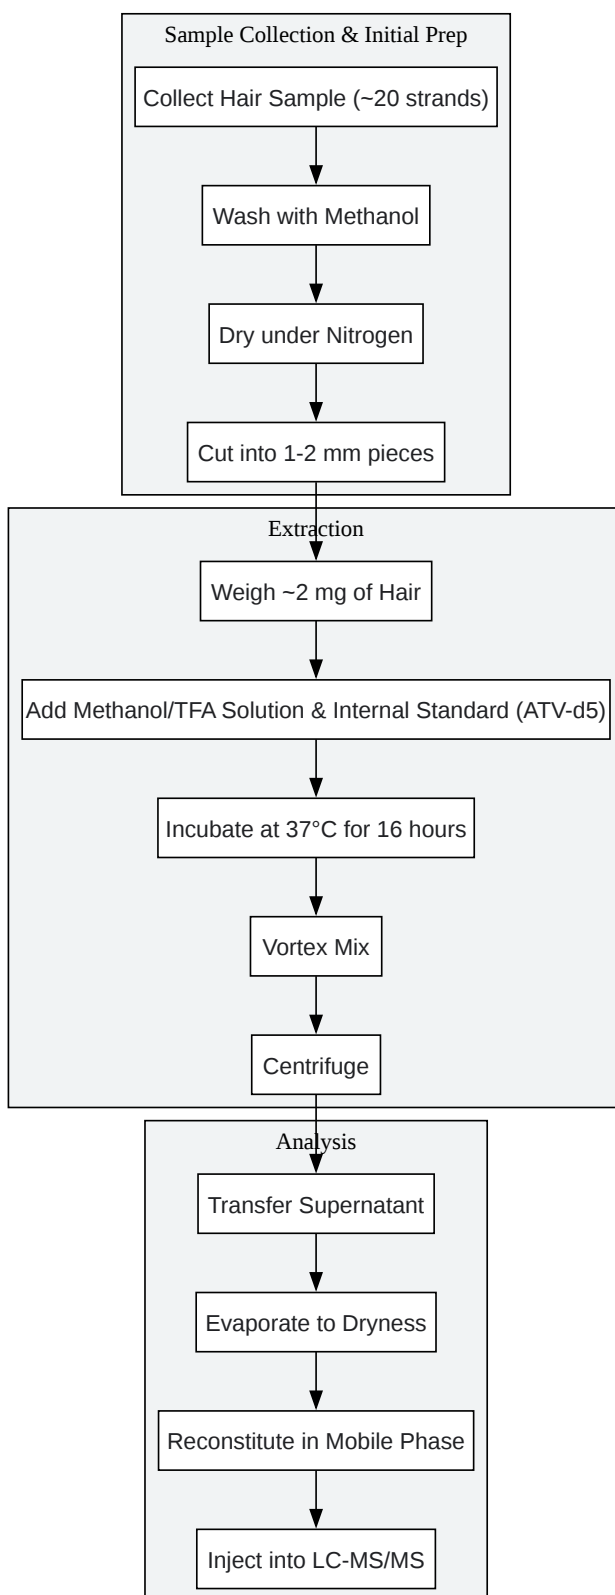 Sample Collection & Initial Prep
Collect Hair Sample (~20 strands)
Wash with Methanol
Dry under Nitrogen
Cut into 1-2 mm pieces
Extraction
Weigh ~2 mg of Hair
Add Methanol/TFA Solution & Internal Standard (ATV-d5)
Incubate at 37°C for 16 hours
Vortex Mix
Centrifuge
Analysis
Transfer Supernatant
Evaporate to Dryness
Reconstitute in Mobile Phase
Inject into LC-MS/MS